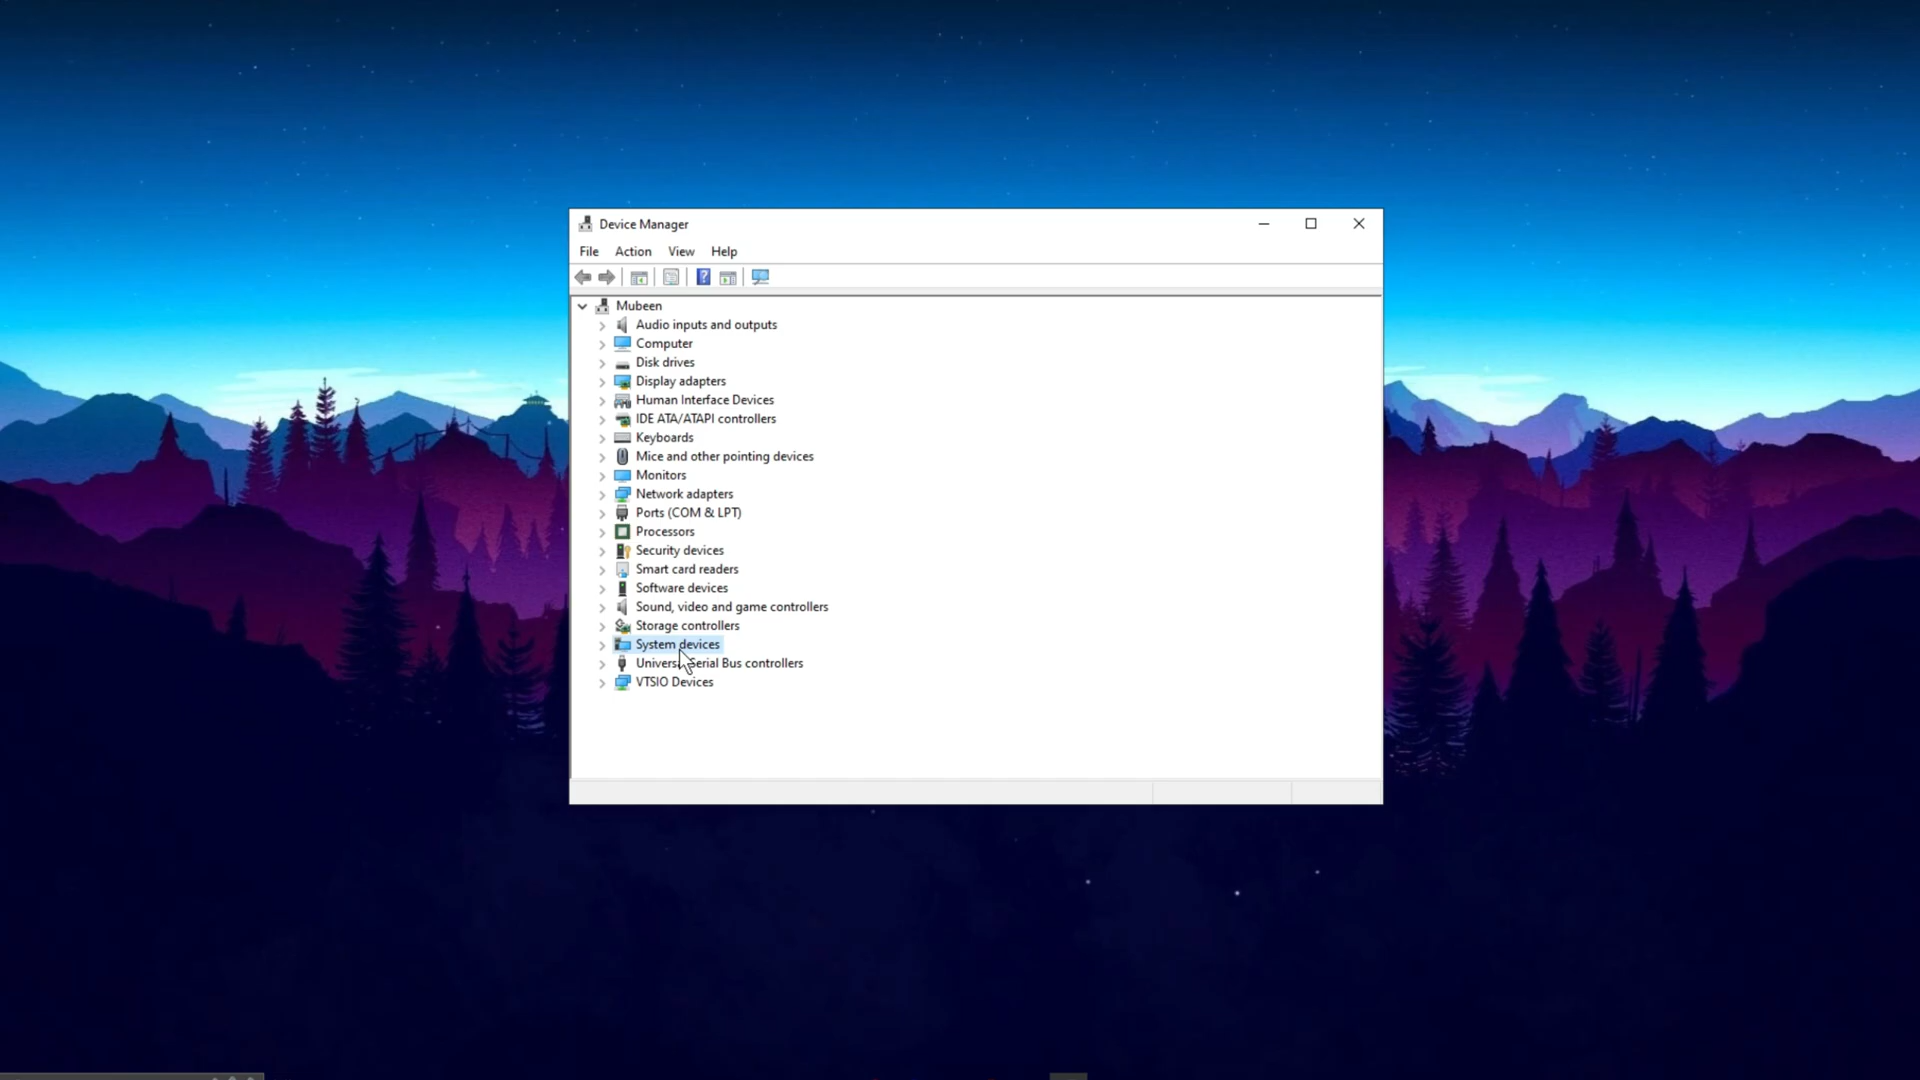 Device Manager
File Action View Help
Mubeen
Audio inputs and outputs
Computer
Disk drives
Display adapters
Human Interface Devices
IDE ATA/ATAPI controllers
Keyboards
Mice and other pointing devices
Monitors
Network adapters
Ports (COM & LPT)
Processors
Security devices
Smart card readers
Software devices
Sound, video and game controllers
Storage controllers
System devices
Universal Serial Bus controllers
VTSIO Devices